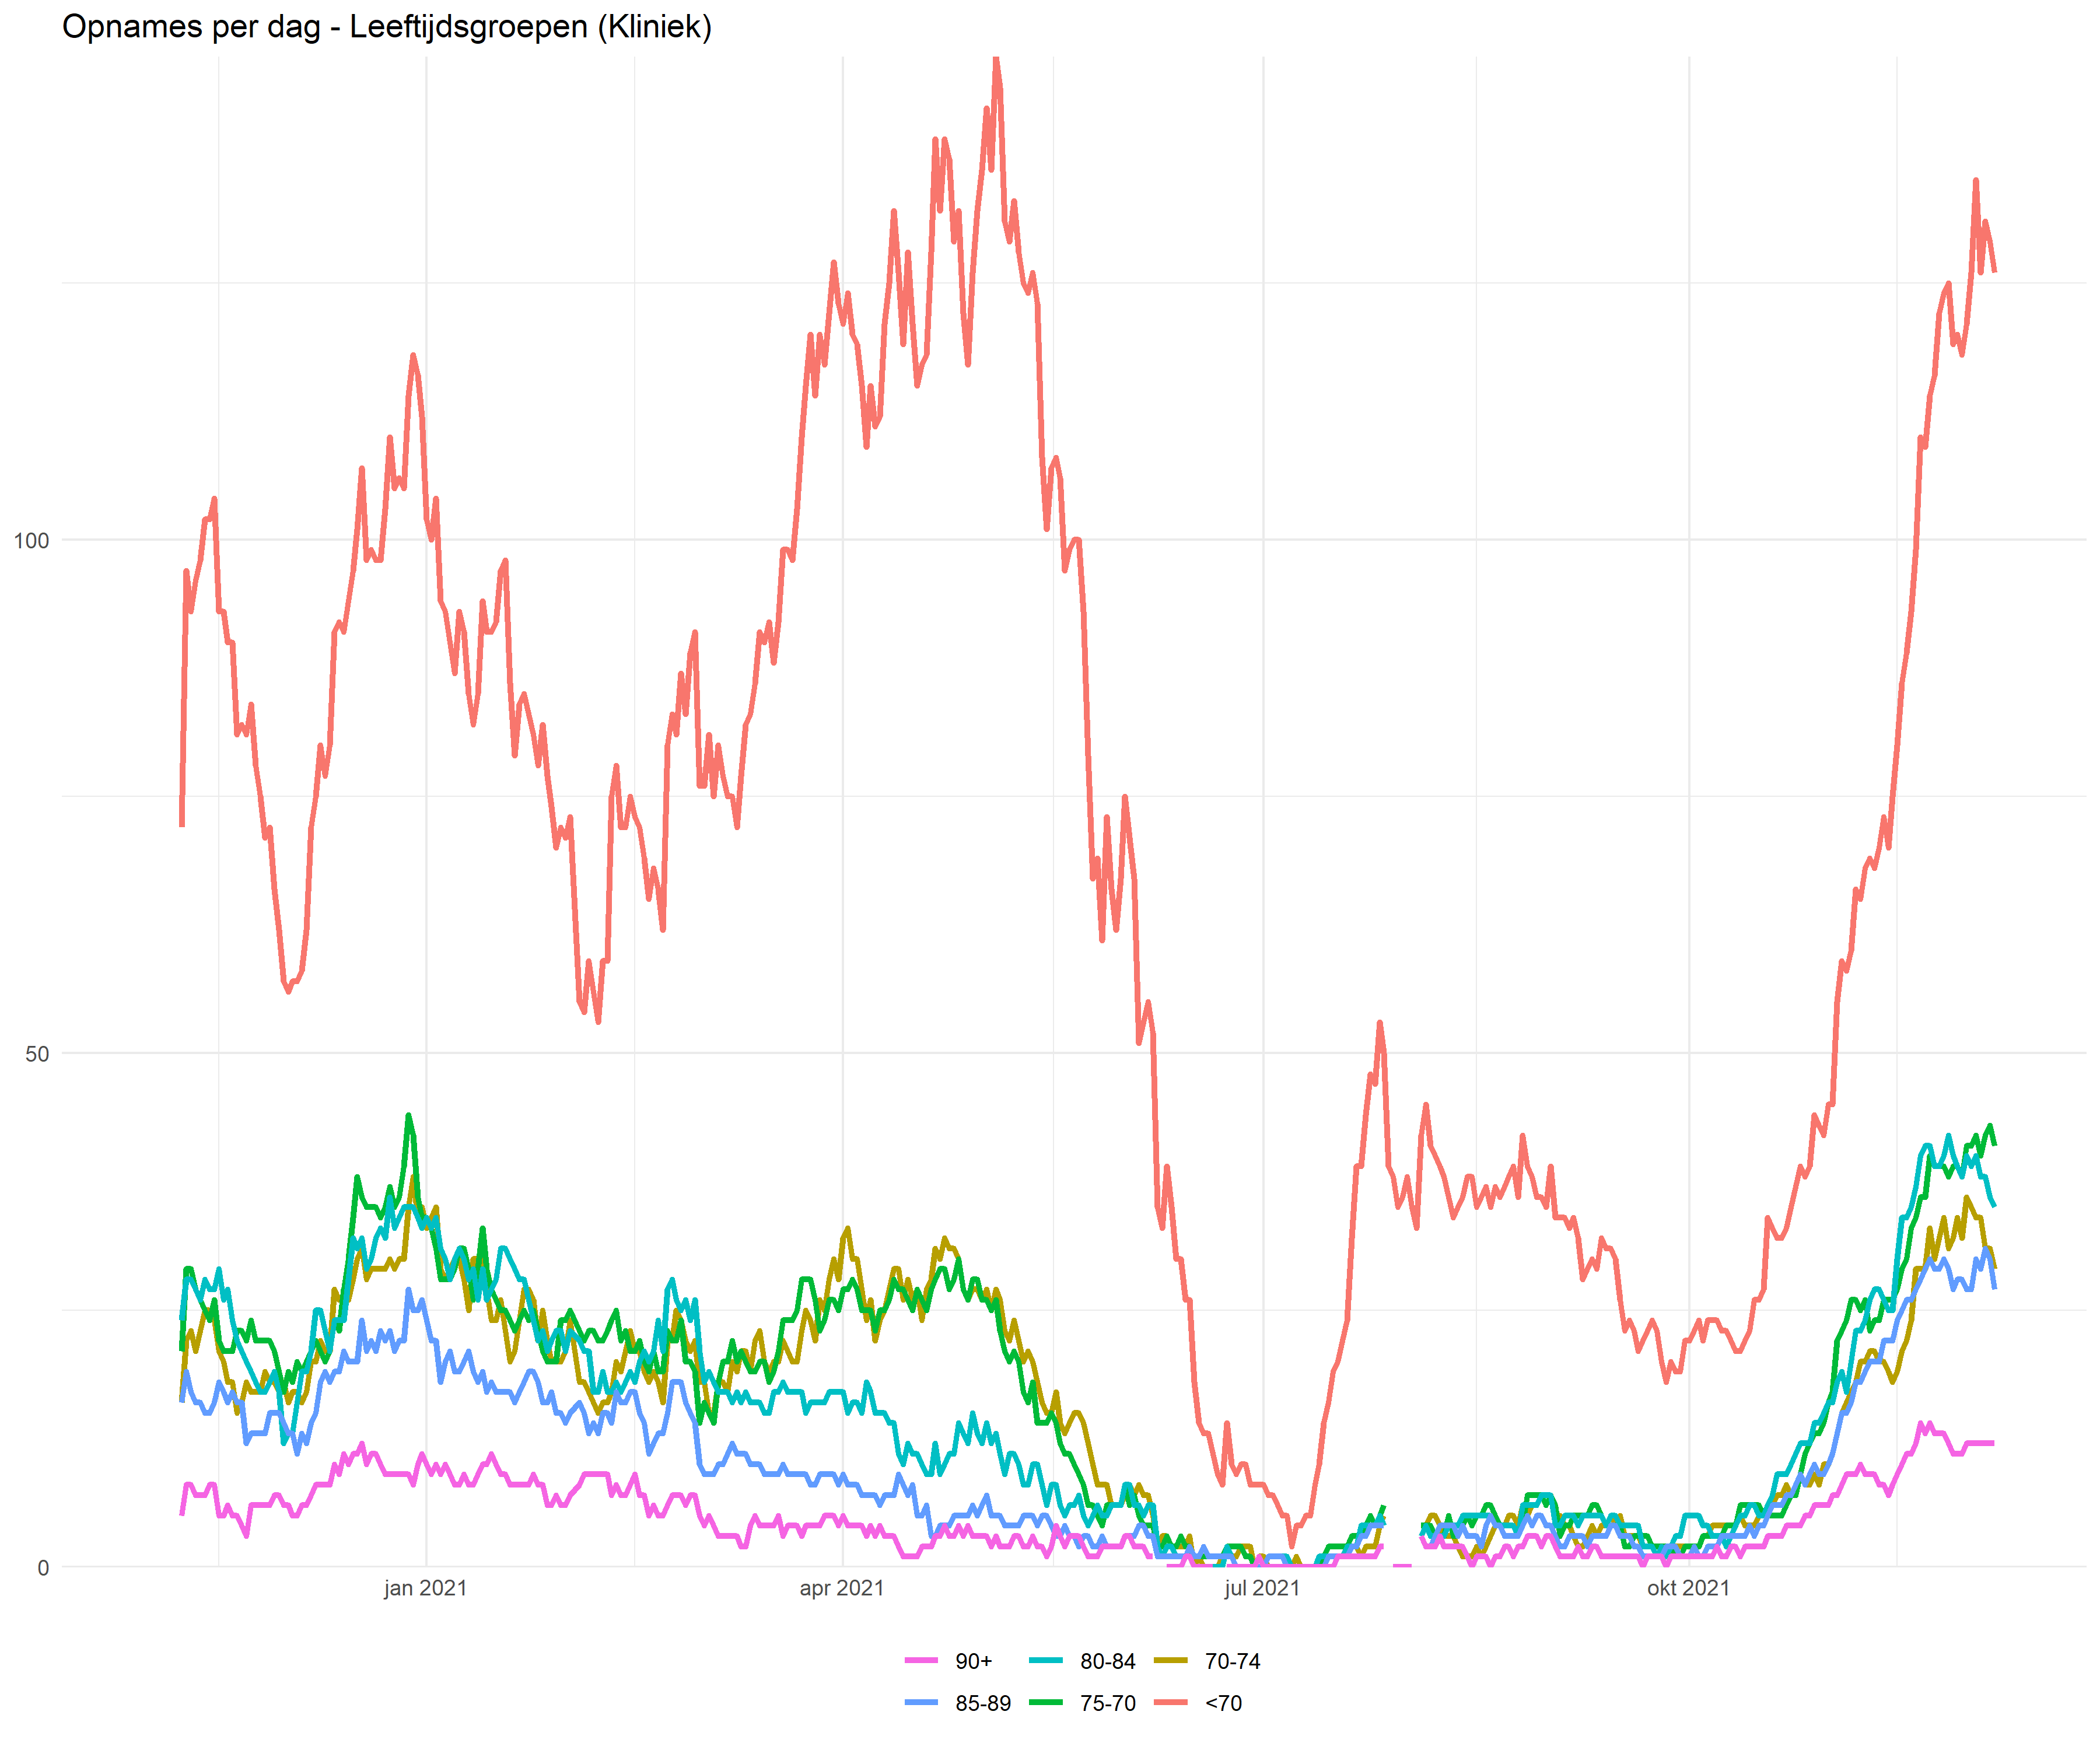 Opnames per dag - Leeftijdsgroepen (Kliniek)
100
50
0
jan 2021 apr 2021 jul 2021 okt 2021
90+ 80-84 70-74
85-89 75-70 <70